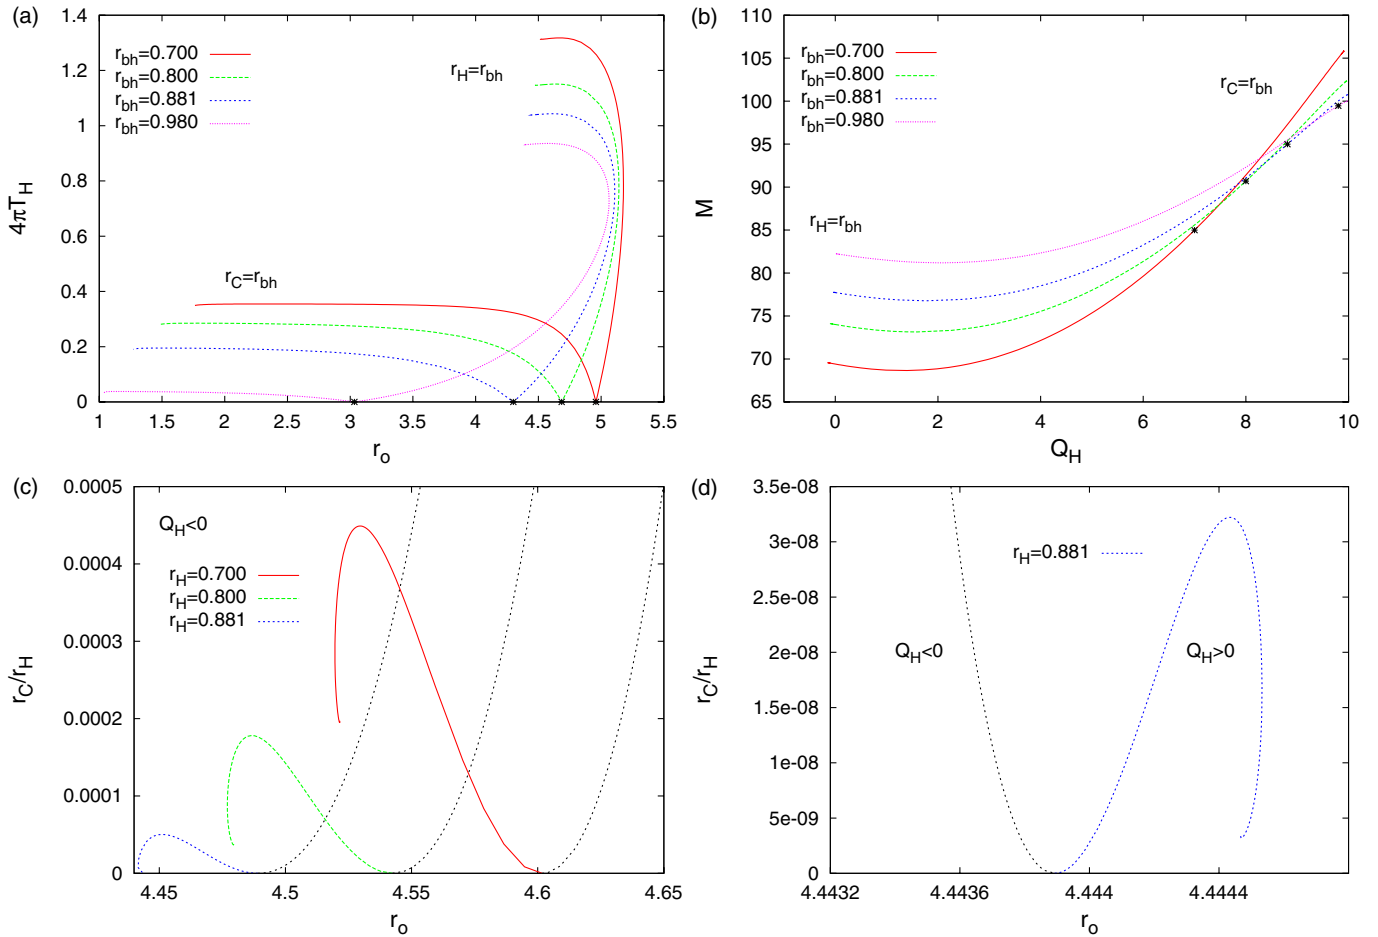 (a)
1.4
1.2
1
0.8
0.6
0.4
0.2
0
4πT_H
r_bh=0.700
r_bh=0.800
r_bh=0.881
r_bh=0.980
r_H=r_bh
r_C=r_bh
1 1.5 2 2.5 3 3.5 4 4.5 5 5.5
r_o
(b)
110
105
100
95
90
85
80
75
70
65
M
r_bh=0.700
r_bh=0.800
r_bh=0.881
r_bh=0.980
r_C=r_bh
r_H=r_bh
0 2 4 6 8 10
Q_H
(c)
0.0005
0.0004
0.0003
0.0002
0.0001
0
r_C/r_H
Q_H<0
r_H=0.700
r_H=0.800
r_H=0.881
4.45 4.5 4.55 4.6 4.65
r_o
(d)
3.5e-08
3e-08
2.5e-08
2e-08
1.5e-08
1e-08
5e-09
0
r_C/r_H
r_H=0.881
Q_H<0 Q_H>0
4.4432 4.4436 4.444 4.4444
r_o